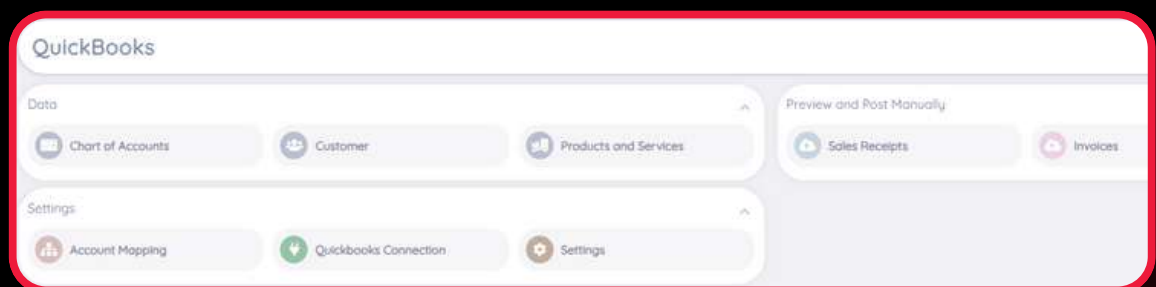 QuickBooks
Data
Chart of Accounts
Customer
Products and Services
Preview and Post Manually
Sales Receipts
Invoices
Settings
Account Mapping
Quickbooks Connection
Settings